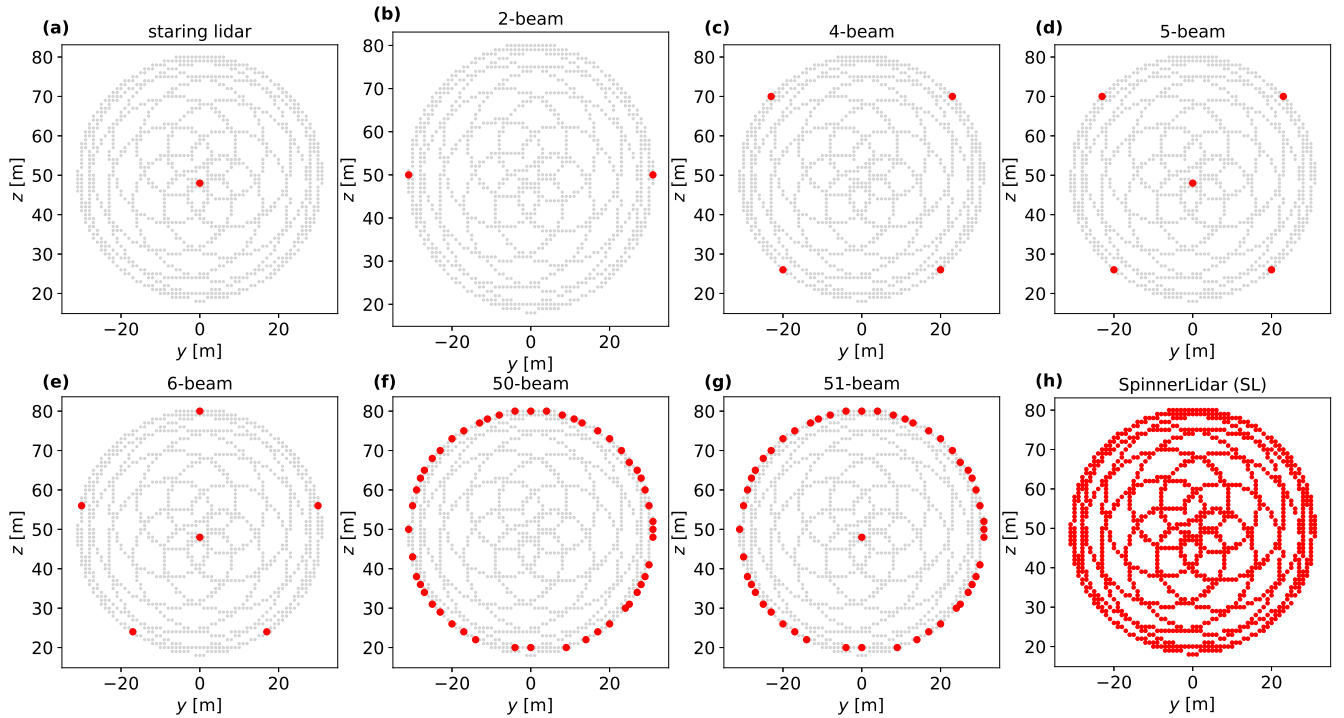 (a) staring lidar
80
70
60
50
40
30
20
z [m]
−20 0 20
y [m]
(b) 2-beam
80
70
60
50
40
30
20
z [m]
−20 0 20
y [m]
(c) 4-beam
80
70
60
50
40
30
20
z [m]
−20 0 20
y [m]
(d) 5-beam
80
70
60
50
40
30
20
z [m]
−20 0 20
y [m]
(e) 6-beam
80
70
60
50
40
30
20
z [m]
−20 0 20
y [m]
(f) 50-beam
80
70
60
50
40
30
20
z [m]
−20 0 20
y [m]
(g) 51-beam
80
70
60
50
40
30
20
z [m]
−20 0 20
y [m]
(h) SpinnerLidar (SL)
80
70
60
50
40
30
20
z [m]
−20 0 20
y [m]